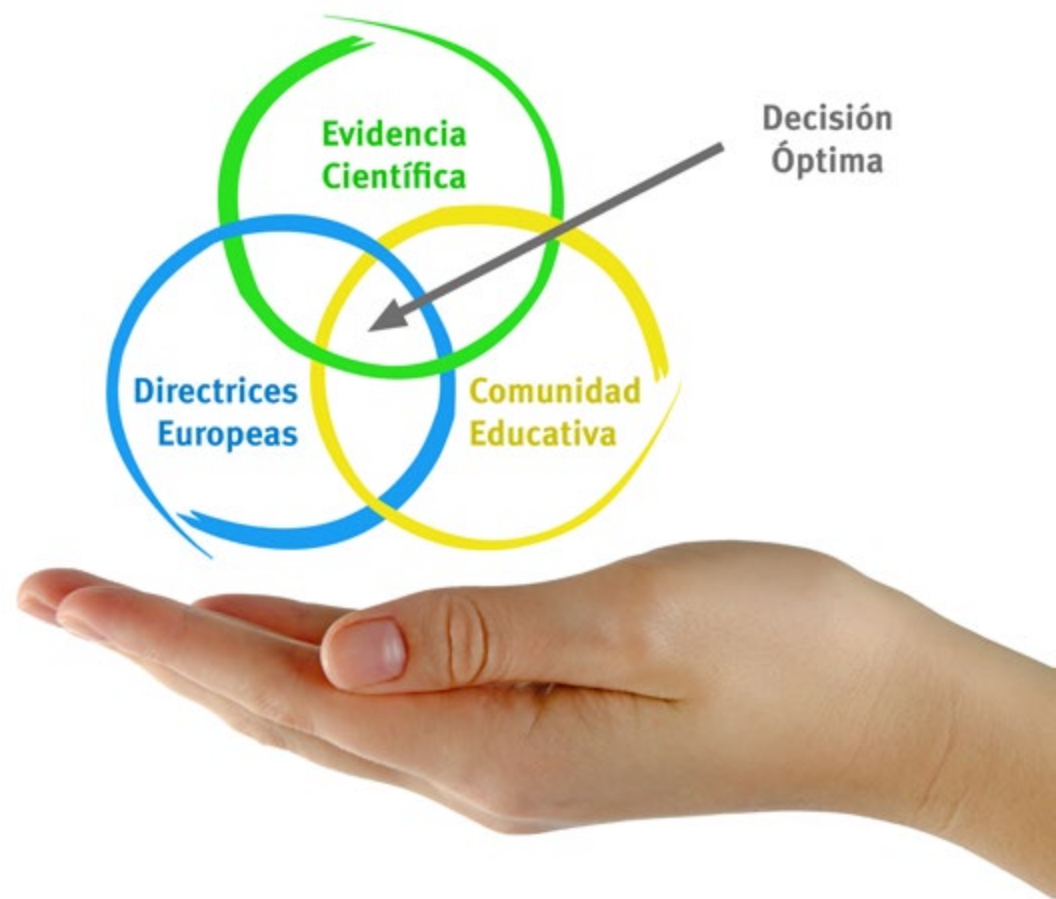 Evidencia
Científica
Decisión
Óptima
Directrices
Europeas
Comunidad
Educativa